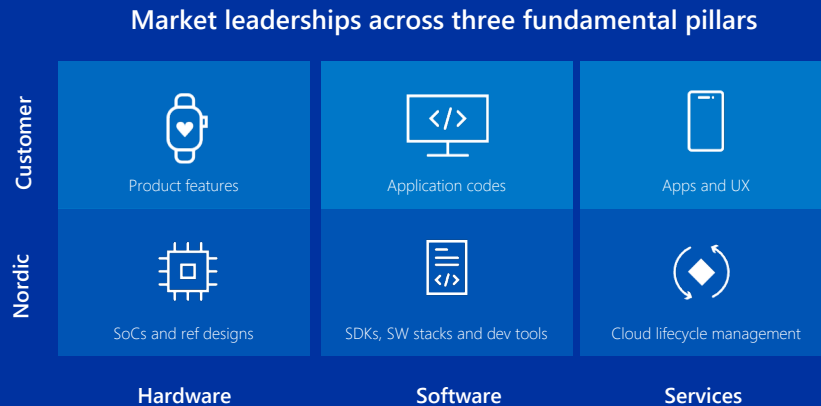 Market leaderships across three fundamental pillars
Customer
</>
Product features
Application codes
Apps and UX
Nordic
</>
SoCs and ref designs
SDKs, SW stacks and dev tools
Cloud lifecycle management
Hardware
Software
Services